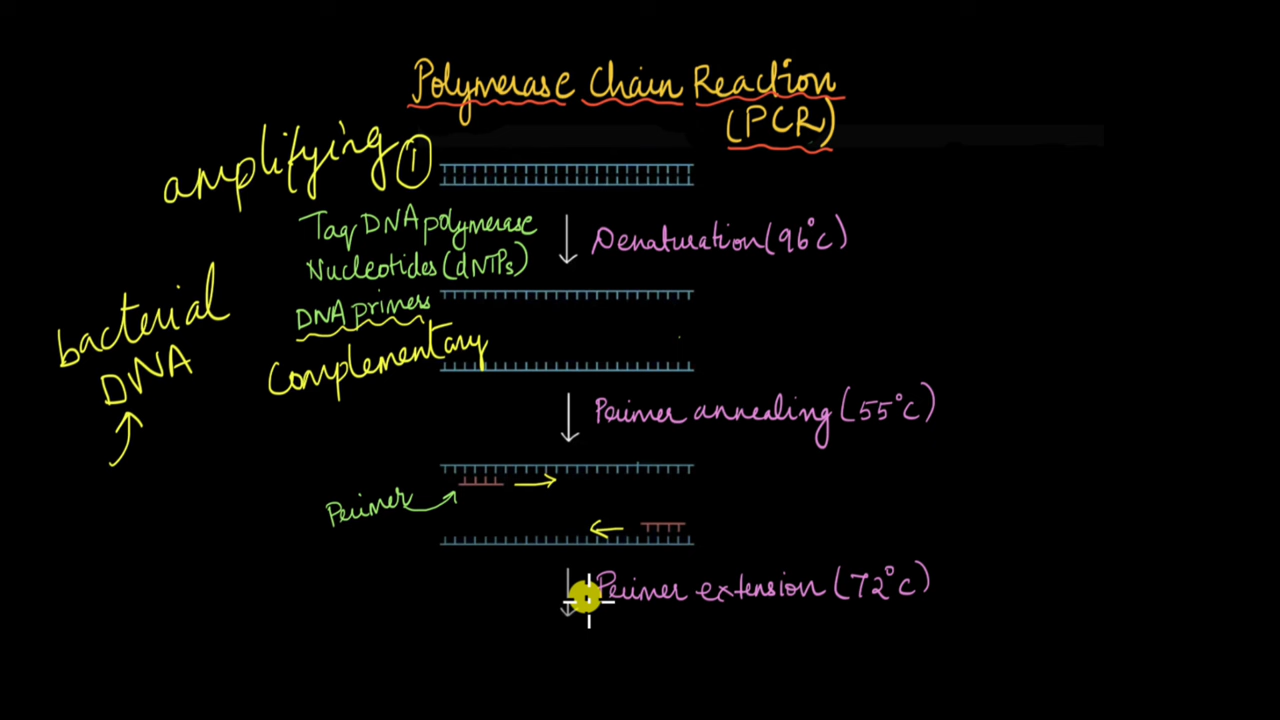 Polymerase Chain Reaction
(PCR)
amplifying ①
Taq DNA polymerase
Nucleotides (dNTPs)
DNA primers
Complementary
bacterial
DNA
Denaturation (96°C)
Primer annealing (55°C)
Primer
Primer extension (72°C)